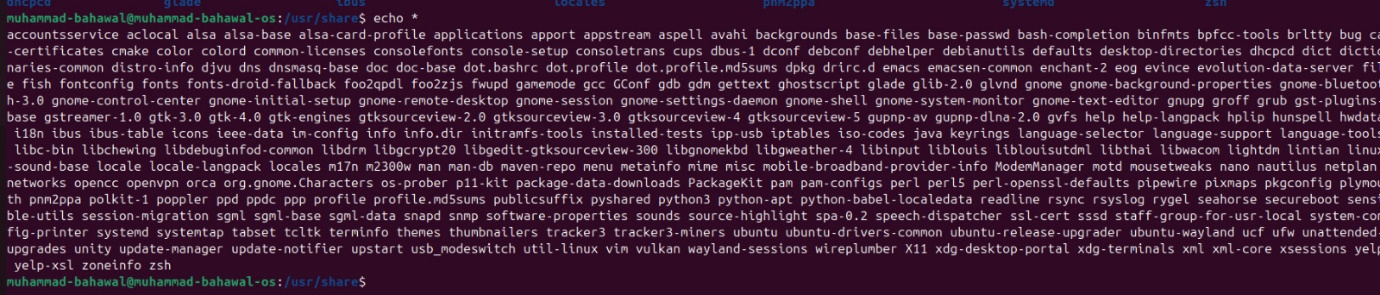 dhcpcd glade ibus locales pnm2ppa systemd zsh
muhammad-bahawal@muhammad-bahawal-os:/usr/share$ echo *
accountsservice aclocal alsa alsa-base alsa-card-profile applications apport appstream aspell avahi backgrounds base-files base-passwd bash-completion binfmts bpfcc-tools brltty bug ca
-certificates cmake color colord common-licenses consolefonts console-setup consoletrans cups dbus-1 dconf debconf debhelper debianutils defaults desktop-directories dhcpcd dict dictio
naries-common distro-info djvu dns dnsmasq-base doc doc-base dot.bashrc dot.profile dot.profile.md5sums dpkg drirc.d emacs emacsen-common enchant-2 eog evince evolution-data-server fil
e fish fontconfig fonts fonts-droid-fallback foo2qpdl foo2zjs fwupd gamemode gcc GConf gdb gdm gettext ghostscript glade glib-2.0 glvnd gnome gnome-background-properties gnome-bluetoot
h-3.0 gnome-control-center gnome-initial-setup gnome-remote-desktop gnome-session gnome-settings-daemon gnome-shell gnome-system-monitor gnome-text-editor gnupg groff grub gst-plugins-
base gstreamer-1.0 gtk-3.0 gtk-4.0 gtk-engines gtksourceview-2.0 gtksourceview-3.0 gtksourceview-4 gtksourceview-5 gupnp-av gupnp-dlna-2.0 gvfs help help-langpack hplip hunspell hwdata
i18n ibus ibus-table icons ieee-data im-config info info.dir initramfs-tools installed-tests ipp-usb iptables iso-codes java keyrings language-selector language-support language-tools
libc-bin libchewing libdebuginfod-common libdrm libgcrypt20 libgedit-gtksourceview-300 libgnomekbd libgweather-4 libinput liblouis liblouisutdml libthai libwacom lightdm lintian linux
-sound-base locale locale-langpack locales m17n m2300w man man-db maven-repo menu metainfo mime misc mobile-broadband-provider-info ModemManager motd mousetweaks nano nautilus netplan
networks opencc openvpn orca org.gnome.Characters os-prober p11-kit package-data-downloads PackageKit pam pam-configs perl perl5 perl-openssl-defaults pipewire pixmaps pkgconfig plymou
th pnm2ppa polkit-1 poppler ppd ppdc ppp profile profile.md5sums publicsuffix pyshared python3 python-apt python-babel-localedata readline rsync rsyslog rygel seahorse secureboot sensi
ble-utils session-migration sgml sgml-base sgml-data snapd snmp software-properties sounds source-highlight spa-0.2 speech-dispatcher ssl-cert sssd staff-group-for-usr-local system-con
fig-printer systemd systemtap tabset tcltk terminfo themes thumbnailers tracker3 tracker3-miners ubuntu ubuntu-drivers-common ubuntu-release-upgrader ubuntu-wayland ucf ufw unattended-
upgrades unity update-manager update-notifier upstart usb_modeswitch util-linux vim vulkan wayland-sessions wireplumber X11 xdg-desktop-portal xdg-terminals xml xml-core xsessions yelp
yelp-xsl zoneinfo zsh
muhammad-bahawal@muhammad-bahawal-os:/usr/share$